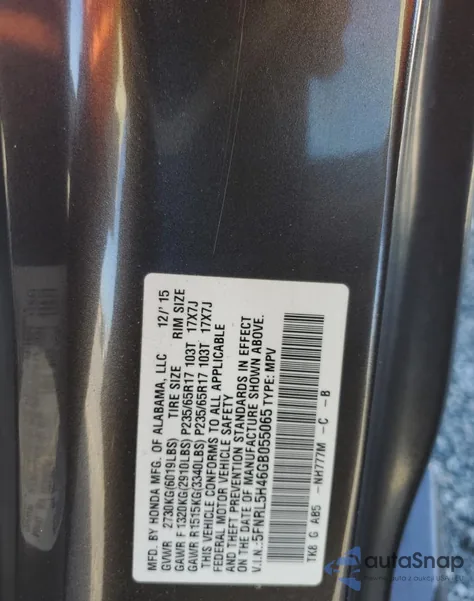 MFD. BY HONDA MFG. OF ALABAMA, LLC 12/'15
GVWR 2730KG(6019LBS) TIRE SIZE RIM SIZE
GAWR F 1320KG(2910LBS) P235/65R17 103T 17X7J
GAWR R 1515KG(3340LBS) P235/65R17 103T 17X7J
THIS VEHICLE CONFORMS TO ALL APPLICABLE
FEDERAL MOTOR VEHICLE SAFETY
AND THEFT PREVENTION STANDARDS IN EFFECT
ON THE DATE OF MANUFACTURE SHOWN ABOVE.
V.I.N.:5FNRL5H46GB055065 TYPE: MPV
TK8 G A85 -NH777M -C -B
autoSnap